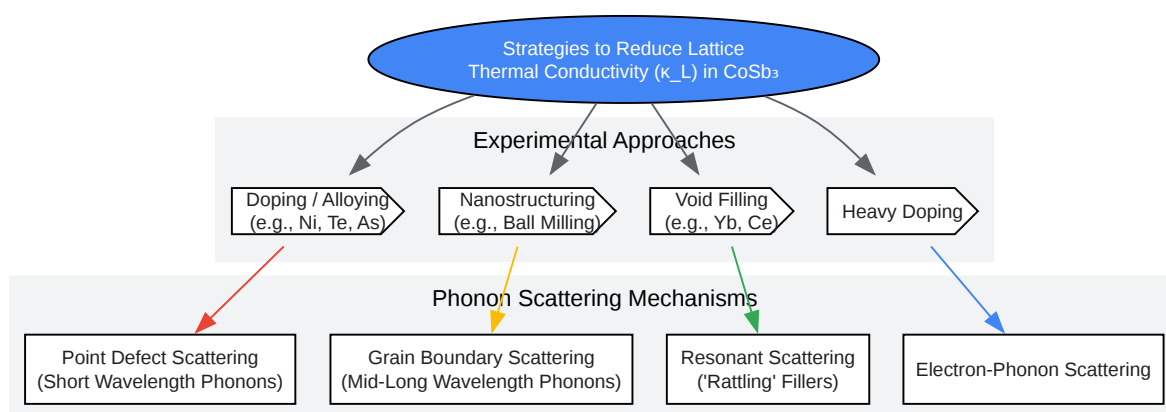 Strategies to Reduce Lattice
Thermal Conductivity (κ_L) in CoSb₃
Experimental Approaches
Doping / Alloying
(e.g., Ni, Te, As)
Nanostructuring
(e.g., Ball Milling)
Void Filling
(e.g., Yb, Ce)
Heavy Doping
Phonon Scattering Mechanisms
Point Defect Scattering
(Short Wavelength Phonons)
Grain Boundary Scattering
(Mid-Long Wavelength Phonons)
Resonant Scattering
('Rattling' Fillers)
Electron-Phonon Scattering